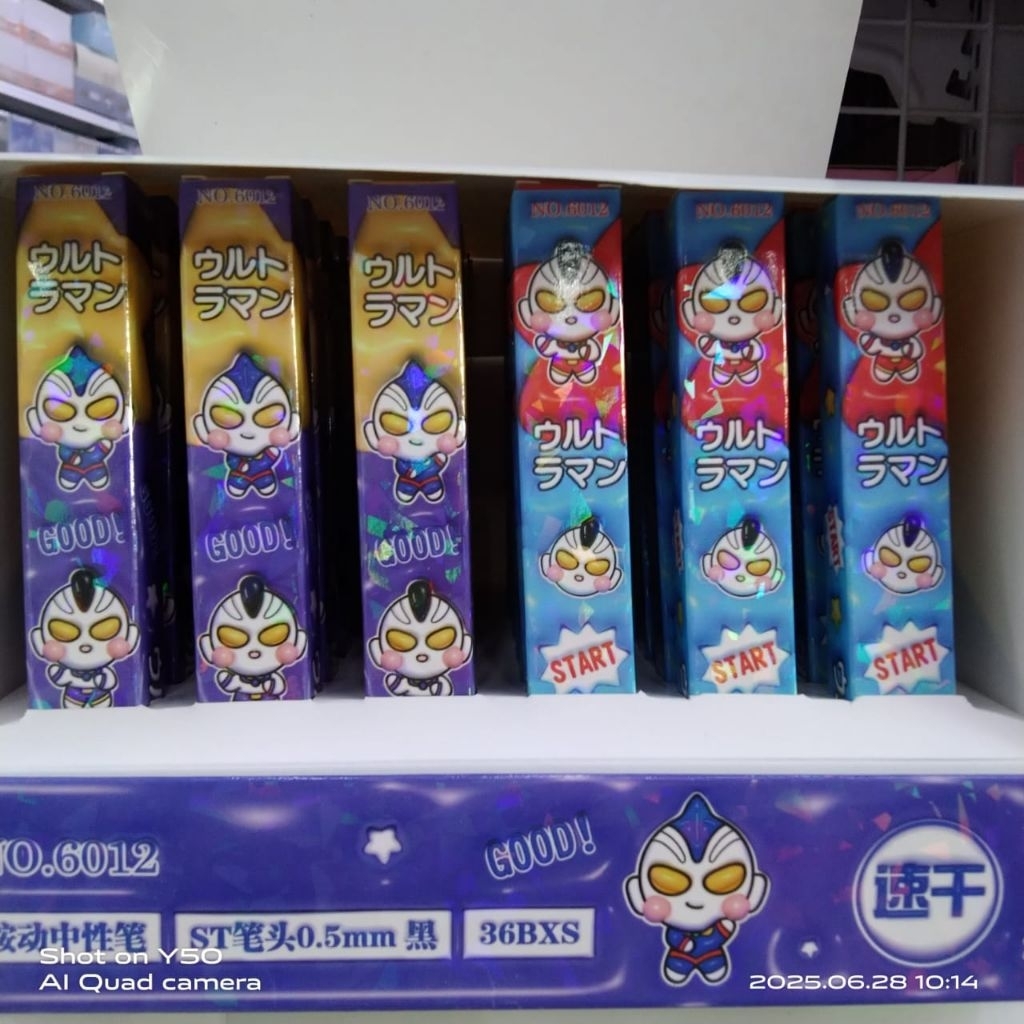 NO.6012
ウルト
ラマン
GOOD!
NO.6012
ウルト
ラマン
GOOD!
NO.6012
ウルト
ラマン
GOOD!
NO.6012
ウルト
ラマン
START
NO.6012
ウルト
ラマン
START
NO.6012
ウルト
ラマン
START
NO.6012
GOOD!
速干
按动中性笔
ST笔头0.5mm 黑
36BXS
Shot on Y50
AI Quad camera
2025.06.28 10:14